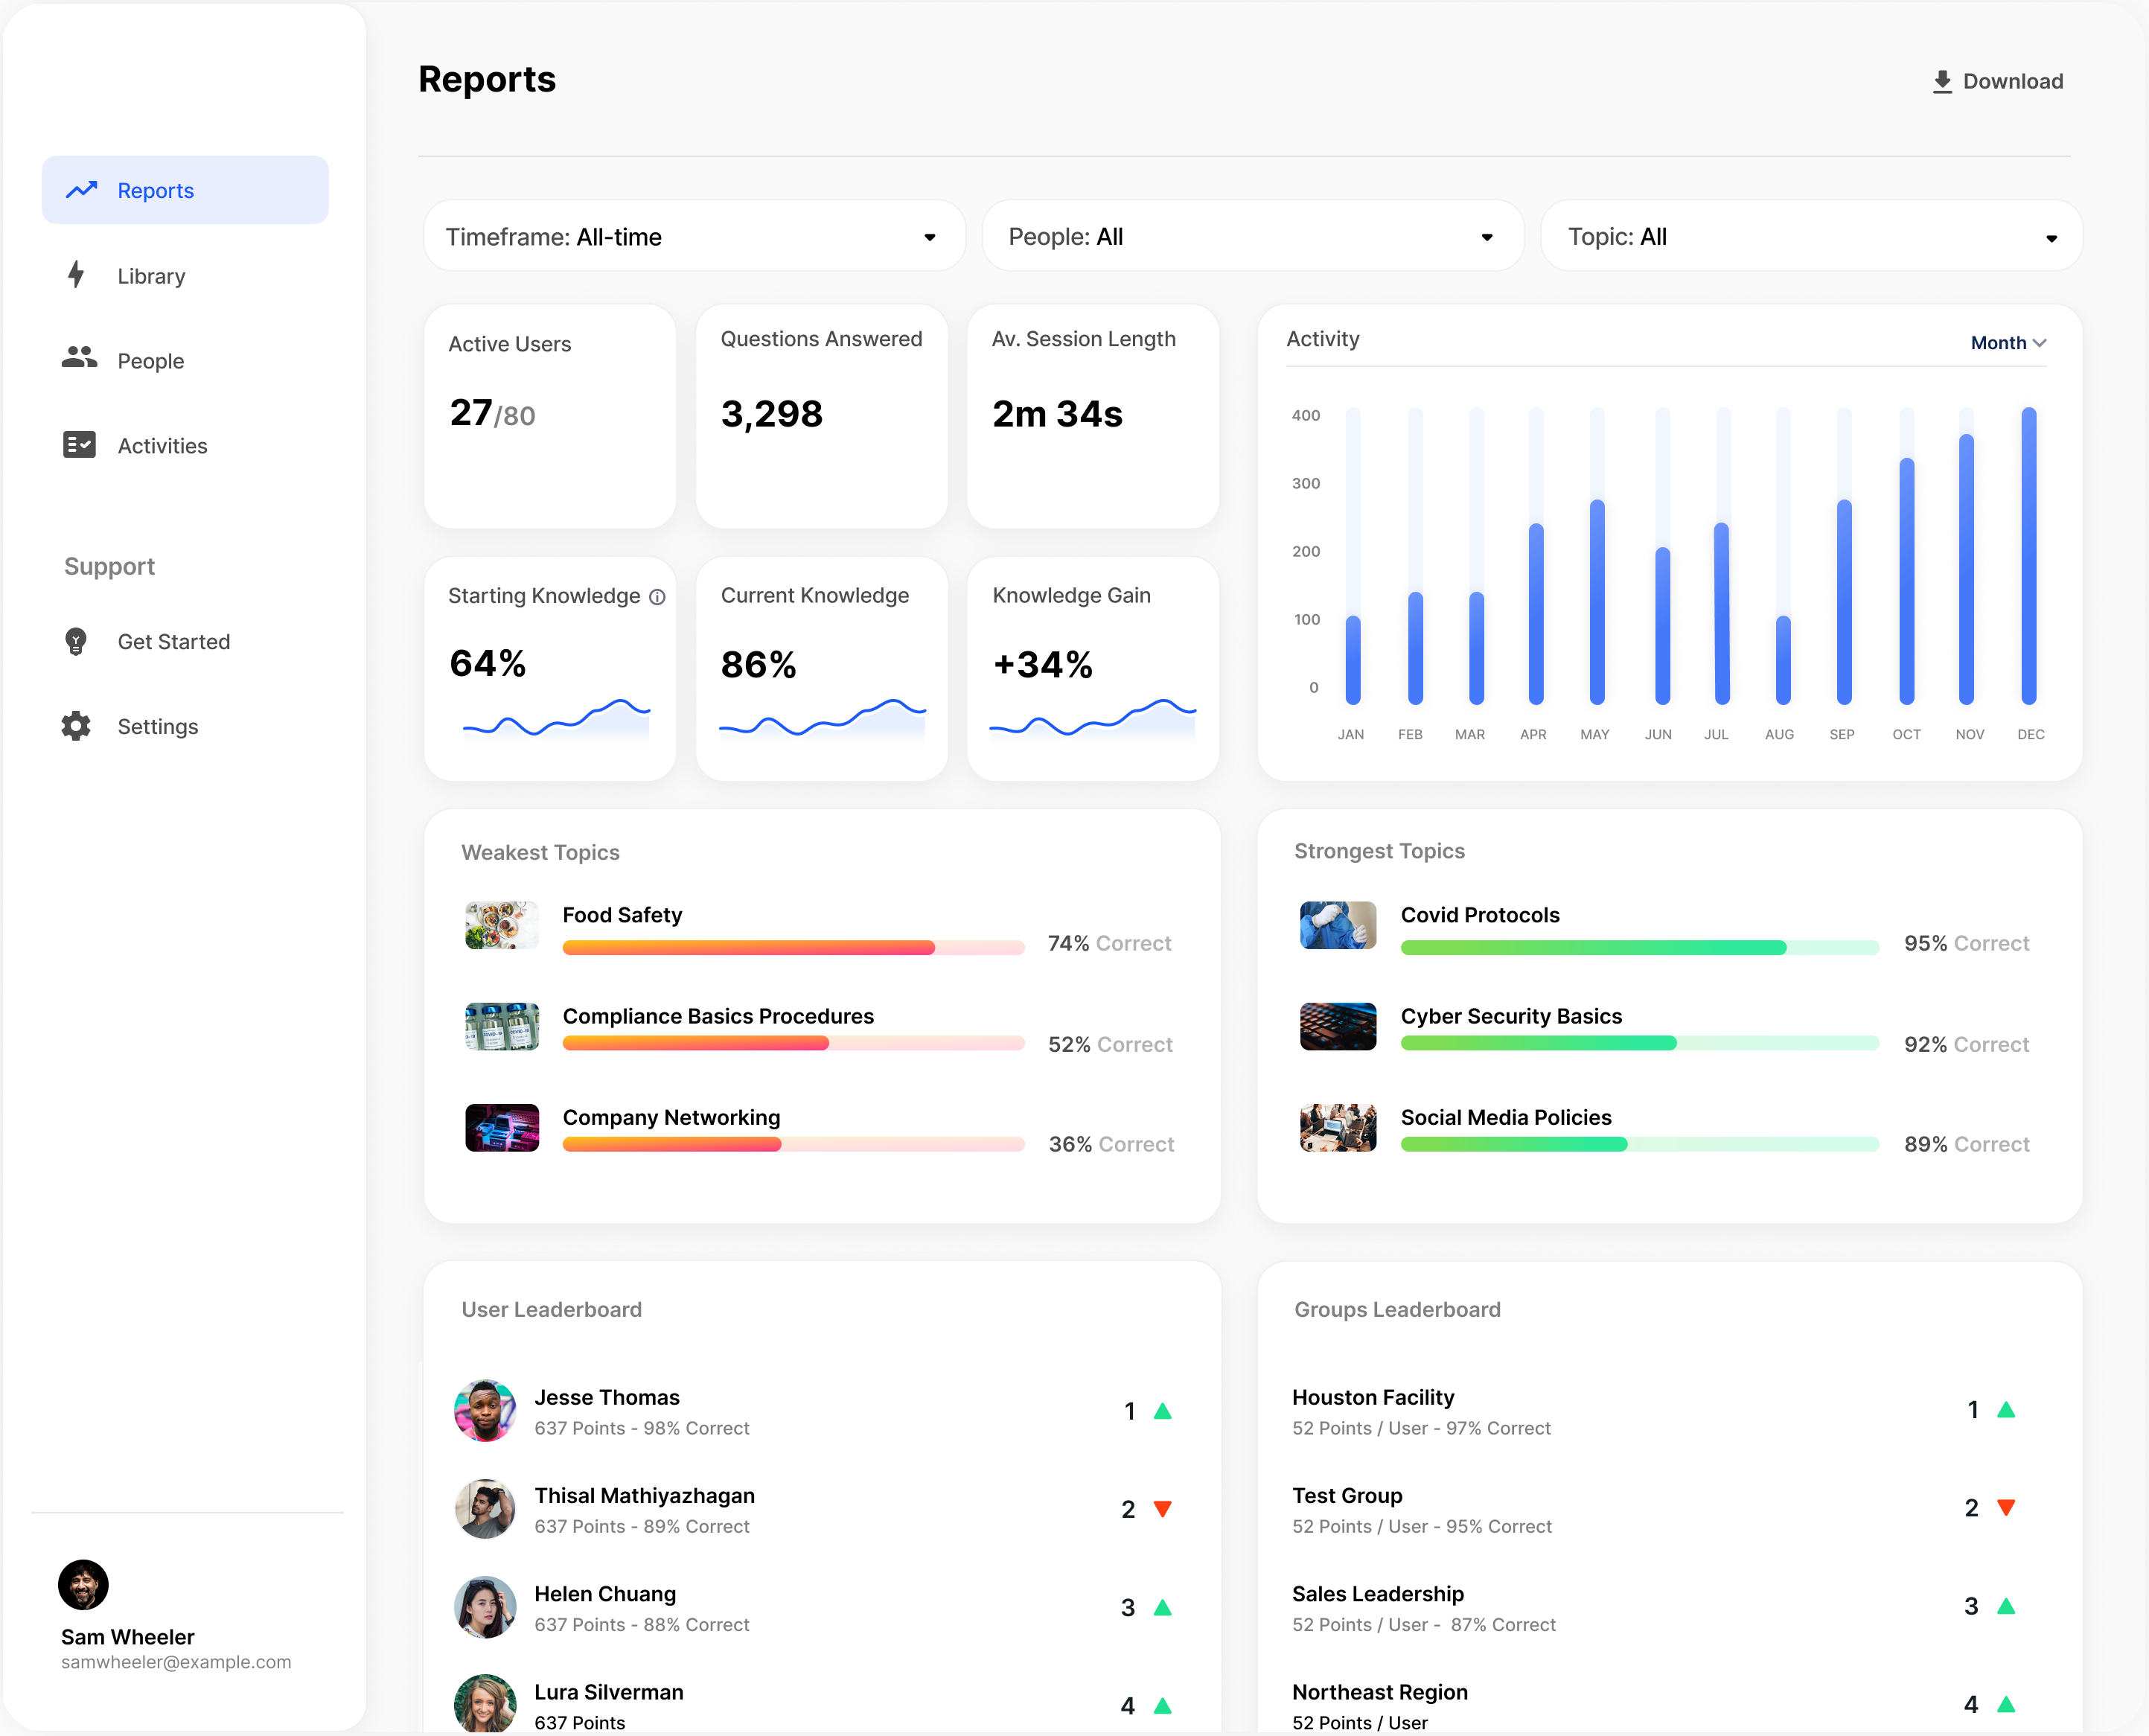 Reports
Library
People
Activities
Support
Get Started
Settings
Sam Wheeler
samwheeler@example.com
Reports
Download
Timeframe: All-time
People: All
Topic: All
Active Users
27/80
Questions Answered
3,298
Av. Session Length
2m 34s
Starting Knowledge
64%
Current Knowledge
86%
Knowledge Gain
+34%
Activity
Month
400
300
200
100
0
JAN FEB MAR APR MAY JUN JUL AUG SEP OCT NOV DEC
Weakest Topics
Food Safety
74% Correct
Compliance Basics Procedures
52% Correct
Company Networking
36% Correct
Strongest Topics
Covid Protocols
95% Correct
Cyber Security Basics
92% Correct
Social Media Policies
89% Correct
User Leaderboard
Jesse Thomas
637 Points - 98% Correct
1
Thisal Mathiyazhagan
637 Points - 89% Correct
2
Helen Chuang
637 Points - 88% Correct
3
Lura Silverman
637 Points
4
Groups Leaderboard
Houston Facility
52 Points / User - 97% Correct
1
Test Group
52 Points / User - 95% Correct
2
Sales Leadership
52 Points / User - 87% Correct
3
Northeast Region
52 Points / User
4